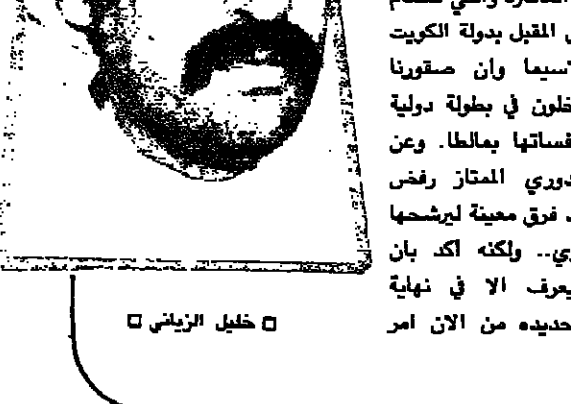 ل المقبل بدولة الكويت
لاسيما وان صقورنا
خلون في بطولة دولية
فساتها بمالطا. وعن
دوري الممتاز رفض
فرق معينة ليرشحها
ري.. ولكنه اكد بان
يعرف الا في نهاية
حديده من الان امر
خليل الزياني